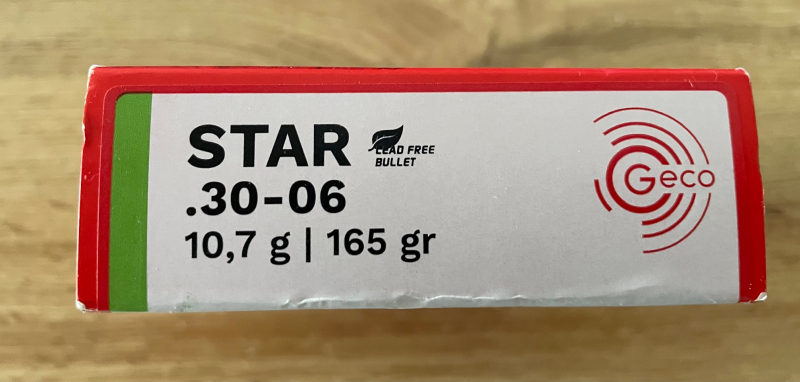 STAR
LEAD FREE
BULLET
.30-06
10,7 g | 165 gr
Geco